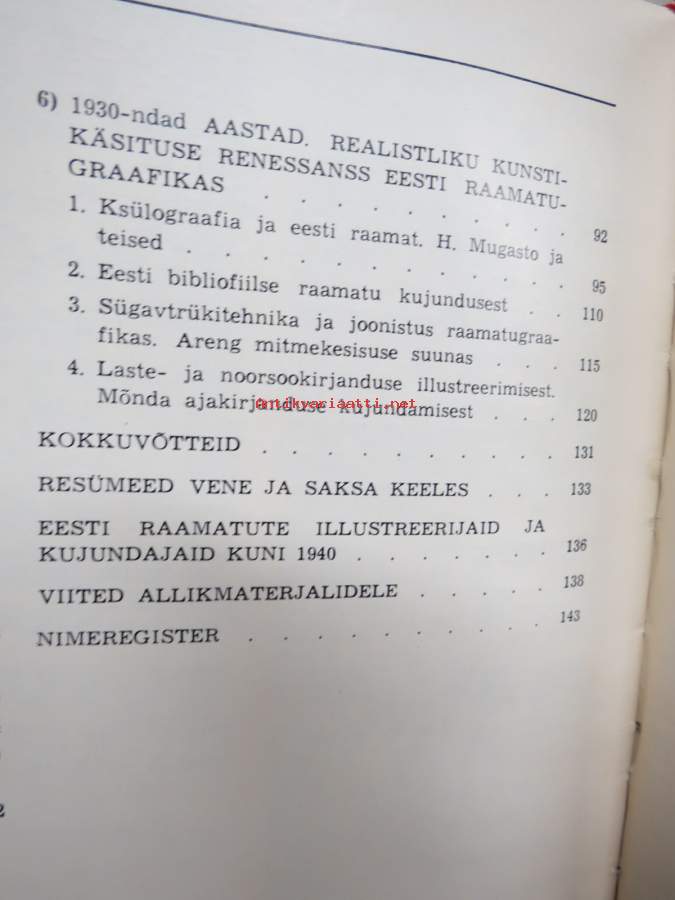 6) 1930-ndad AASTAD. REALISTLIKU KUNSTI-
KÄSITUSE RENESSANSS EESTI RAAMATU-
GRAAFIKAS . . . . . . . . . 92
1. Ksülograafia ja eesti raamat. H. Mugasto ja
teised . . . . . . . . . . . 95
2. Eesti bibliofiilse raamatu kujundusest . . 110
3. Sügavtrükitehnika ja joonistus raamatugraa-
fikas. Areng mitmekesisuse suunas . . . 115
4. Laste- ja noorsookirjanduse illustreerimisest.
Mõnda ajakirjanduse kujundamisest . . . 120
antikvariaatti.net
KOKKUVÕTTEID . . . . . . . . . . 131
RESÜMEED VENE JA SAKSA KEELES . . . 133
EESTI RAAMATUTE ILLUSTREERIJAID JA
KUJUNDAJAID KUNI 1940 . . . . . . 136
VIITED ALLIKMATERJALIDELE . . . . . 138
NIMEREGISTER . . . . . . . . . . 143
2